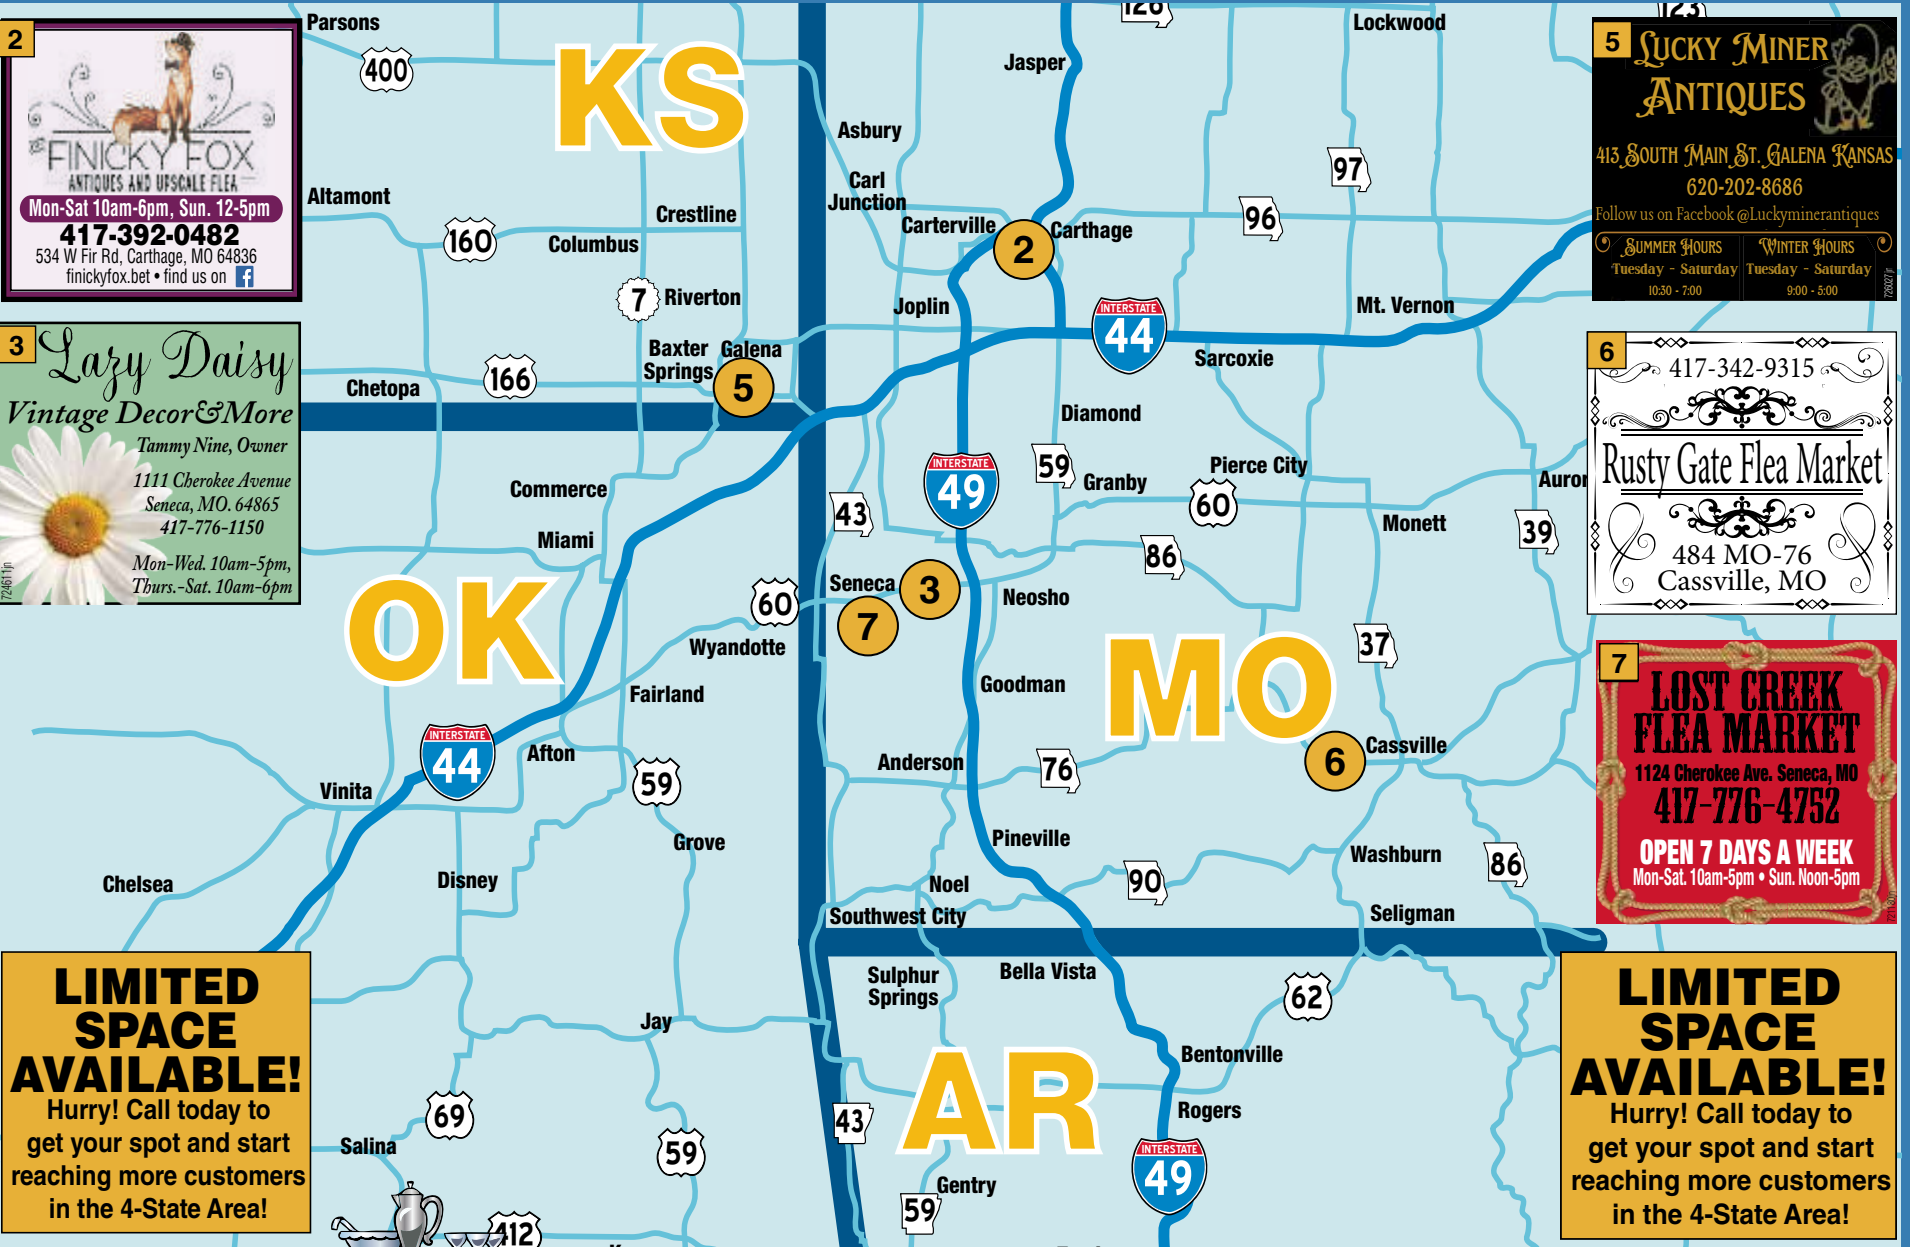 2
THE
FINICKY FOX
ANTIQUES AND UPSCALE FLEA
Mon-Sat 10am-6pm, Sun. 12-5pm
417-392-0482
534 W Fir Rd, Carthage, MO 64836
finickyfox.bet • find us on f
3
Lazy Daisy
Vintage Decor&More
Tammy Nine, Owner
1111 Cherokee Avenue
Seneca, MO. 64865
417-776-1150
Mon-Wed. 10am-5pm,
Thurs.-Sat. 10am-6pm
724611jn
LIMITED
SPACE
AVAILABLE!
Hurry! Call today to
get your spot and start
reaching more customers
in the 4-State Area!
Parsons
400
KS
Jasper
126
Lockwood
123
Asbury
Carl
Junction
97
96
Altamont
160
Crestline
Columbus
Carterville
2
Carthage
7
Riverton
Joplin
INTERSTATE
44
Mt. Vernon
Sarcoxie
Baxter
Springs
Galena
5
166
Chetopa
Diamond
INTERSTATE
49
59
Granby
Pierce City
60
Monett
Auror
39
Commerce
43
Miami
86
OK
60
Seneca
3
7
Neosho
Wyandotte
MO
37
Fairland
Goodman
INTERSTATE
44
Afton
Anderson
76
6
Cassville
Vinita
59
Grove
Pineville
Washburn
86
Chelsea
Disney
Noel
90
Southwest City
Seligman
Sulphur
Springs
Bella Vista
62
Jay
Bentonville
AR
69
43
Rogers
Salina
59
INTERSTATE
49
Gentry
59
412
5
Lucky Miner
Antiques
413 South Main St. Galena Kansas
620-202-8686
Follow us on Facebook @Luckyminerantiques
Summer Hours
Tuesday - Saturday
10:30 - 7:00
Winter Hours
Tuesday - Saturday
9:00 - 5:00
726027jn
6
417-342-9315
Rusty Gate Flea Market
484 MO-76
Cassville, MO
7
LOST CREEK
FLEA MARKET
1124 Cherokee Ave. Seneca, MO
417-776-4752
OPEN 7 DAYS A WEEK
Mon-Sat. 10am-5pm • Sun. Noon-5pm
LIMITED
SPACE
AVAILABLE!
Hurry! Call today to
get your spot and start
reaching more customers
in the 4-State Area!